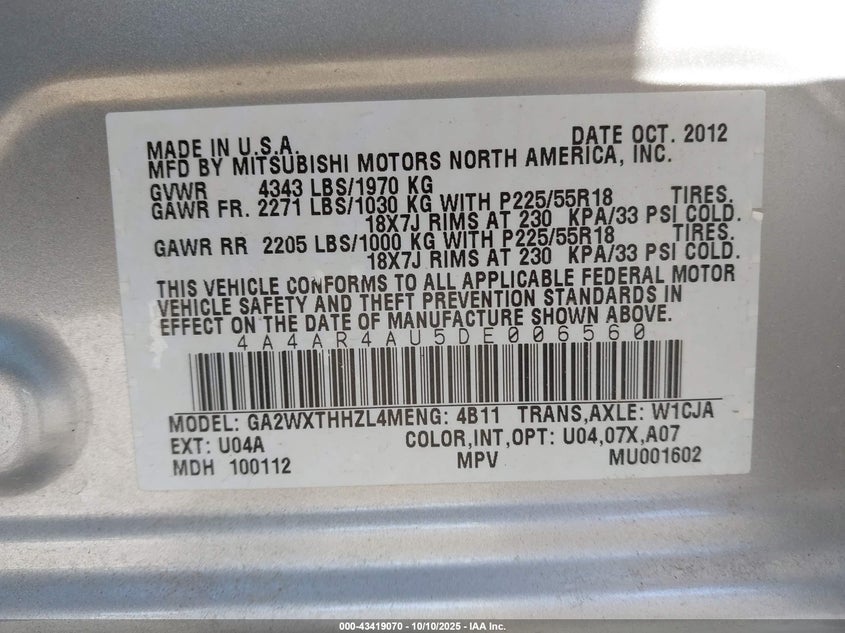 MADE IN U.S.A. DATE OCT. 2012
MFD BY MITSUBISHI MOTORS NORTH AMERICA, INC.
GVWR 4343 LBS/1970 KG
GAWR FR. 2271 LBS/1030 KG WITH P225/55R18 TIRES.
18X7J RIMS AT 230 KPA/33 PSI COLD.
GAWR RR 2205 LBS/1000 KG WITH P225/55R18 TIRES.
18X7J RIMS AT 230 KPA/33 PSI COLD.
THIS VEHICLE CONFORMS TO ALL APPLICABLE FEDERAL MOTOR
VEHICLE SAFETY AND THEFT PREVENTION STANDARDS IN
EFFECT ON THE DATE OF MANUFACTURE SHOWN ABOVE.
4A4AR4AU5DE006560
MODEL: GA2WXTHHZL4MENG: 4B11 TRANS,AXLE: W1CJA
EXT: U04A COLOR,INT,OPT: U04,07X,A07
MDH 100112 MPV MU001602
000-43419070 - 10/10/2025 - IAA Inc.